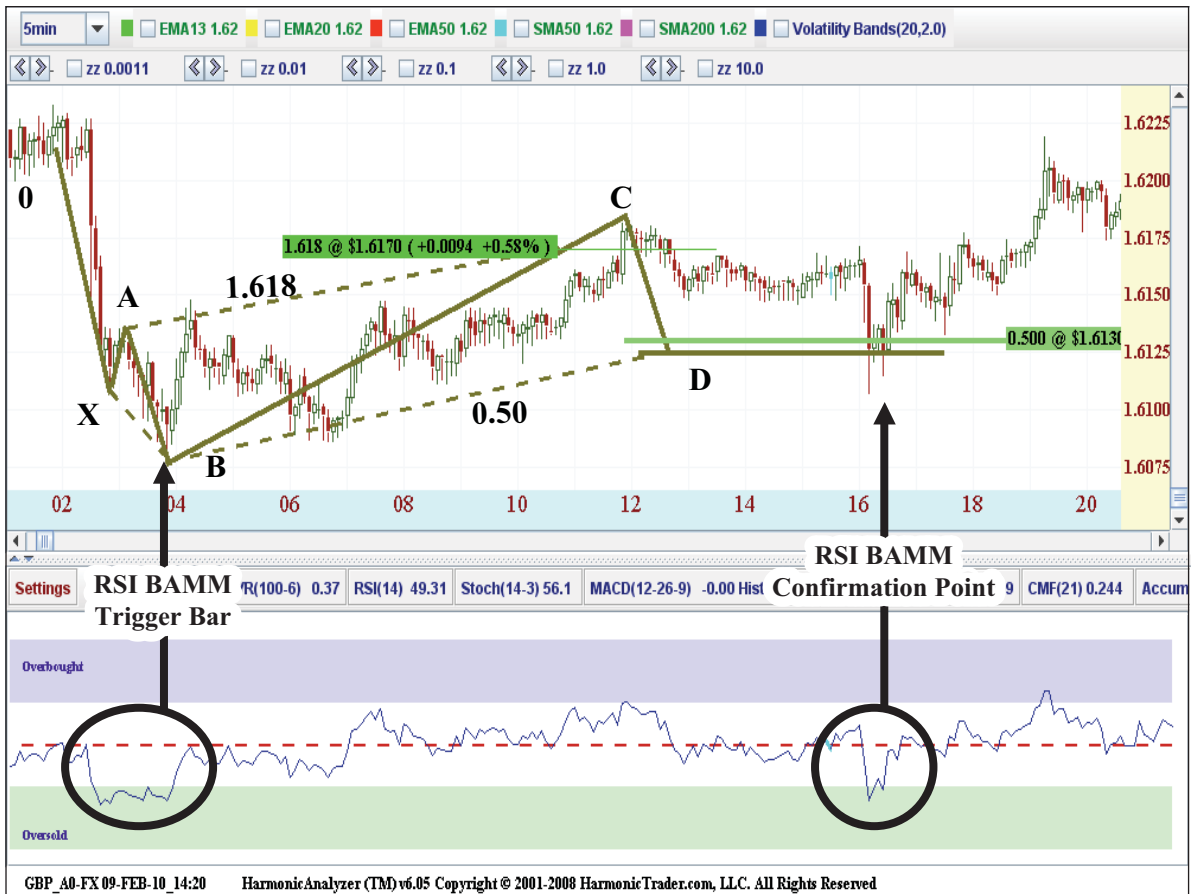 5min EMA13 1.62 EMA20 1.62 EMA50 1.62 SMA50 1.62 SMA200 1.62 Volatility Bands(20,2.0)
zz 0.0011 zz 0.01 zz 0.1 zz 1.0 zz 10.0
1.6225
0
1.6200
C
1.618 @ $1.6170 ( +0.0094 +0.58% )
1.6175
1.618
A
1.6150
0.500 @ $1.6130
1.6125
D
X
0.50
1.6100
B
1.6075
02 04 06 08 10 12 14 16 18 20
RSI BAMM
Trigger Bar
RSI BAMM
Confirmation Point
Settings R(100-6) 0.37 RSI(14) 49.31 Stoch(14-3) 56.1 MACD(12-26-9) -0.00 Hist 9 CMF(21) 0.244 Accum
Overbought
Oversold
GBP_A0-FX 09-FEB-10_14:20 HarmonicAnalyzer (TM) v6.05 Copyright © 2001-2008 HarmonicTrader.com, LLC. All Rights Reserved